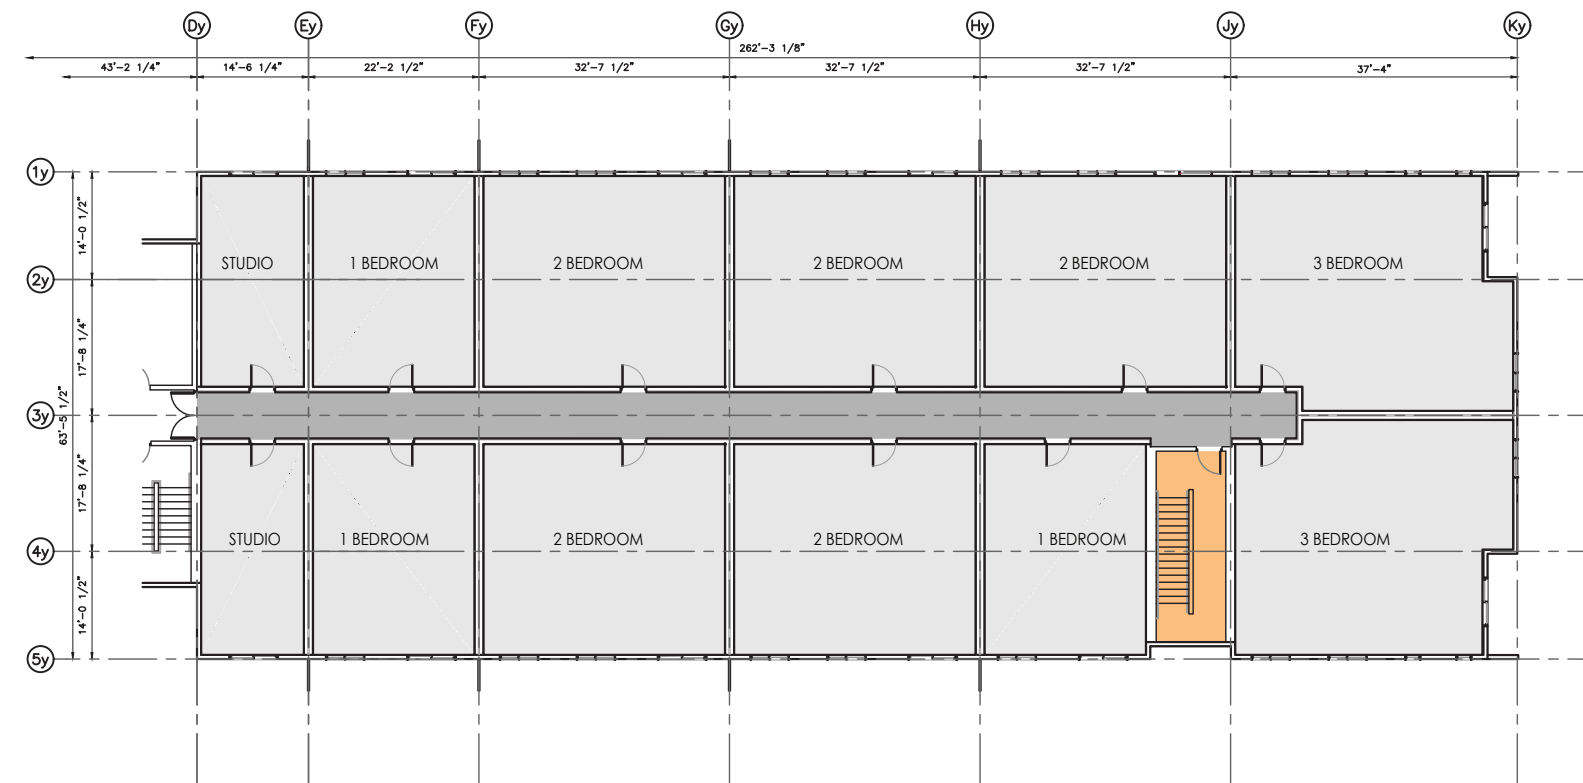 Dy Ey Fy Gy Hy Jy Ky
262'-3 1/8"
43'-2 1/4" 14'-6 1/4" 22'-2 1/2" 32'-7 1/2" 32'-7 1/2" 32'-7 1/2" 37'-4"
1y
14'-0 1/2"
STUDIO 1 BEDROOM 2 BEDROOM 2 BEDROOM 2 BEDROOM 3 BEDROOM
2y
17'-8 1/4"
3y
63'-5 1/2"
17'-8 1/4"
STUDIO 1 BEDROOM 2 BEDROOM 2 BEDROOM 1 BEDROOM 3 BEDROOM
4y
14'-0 1/2"
5y